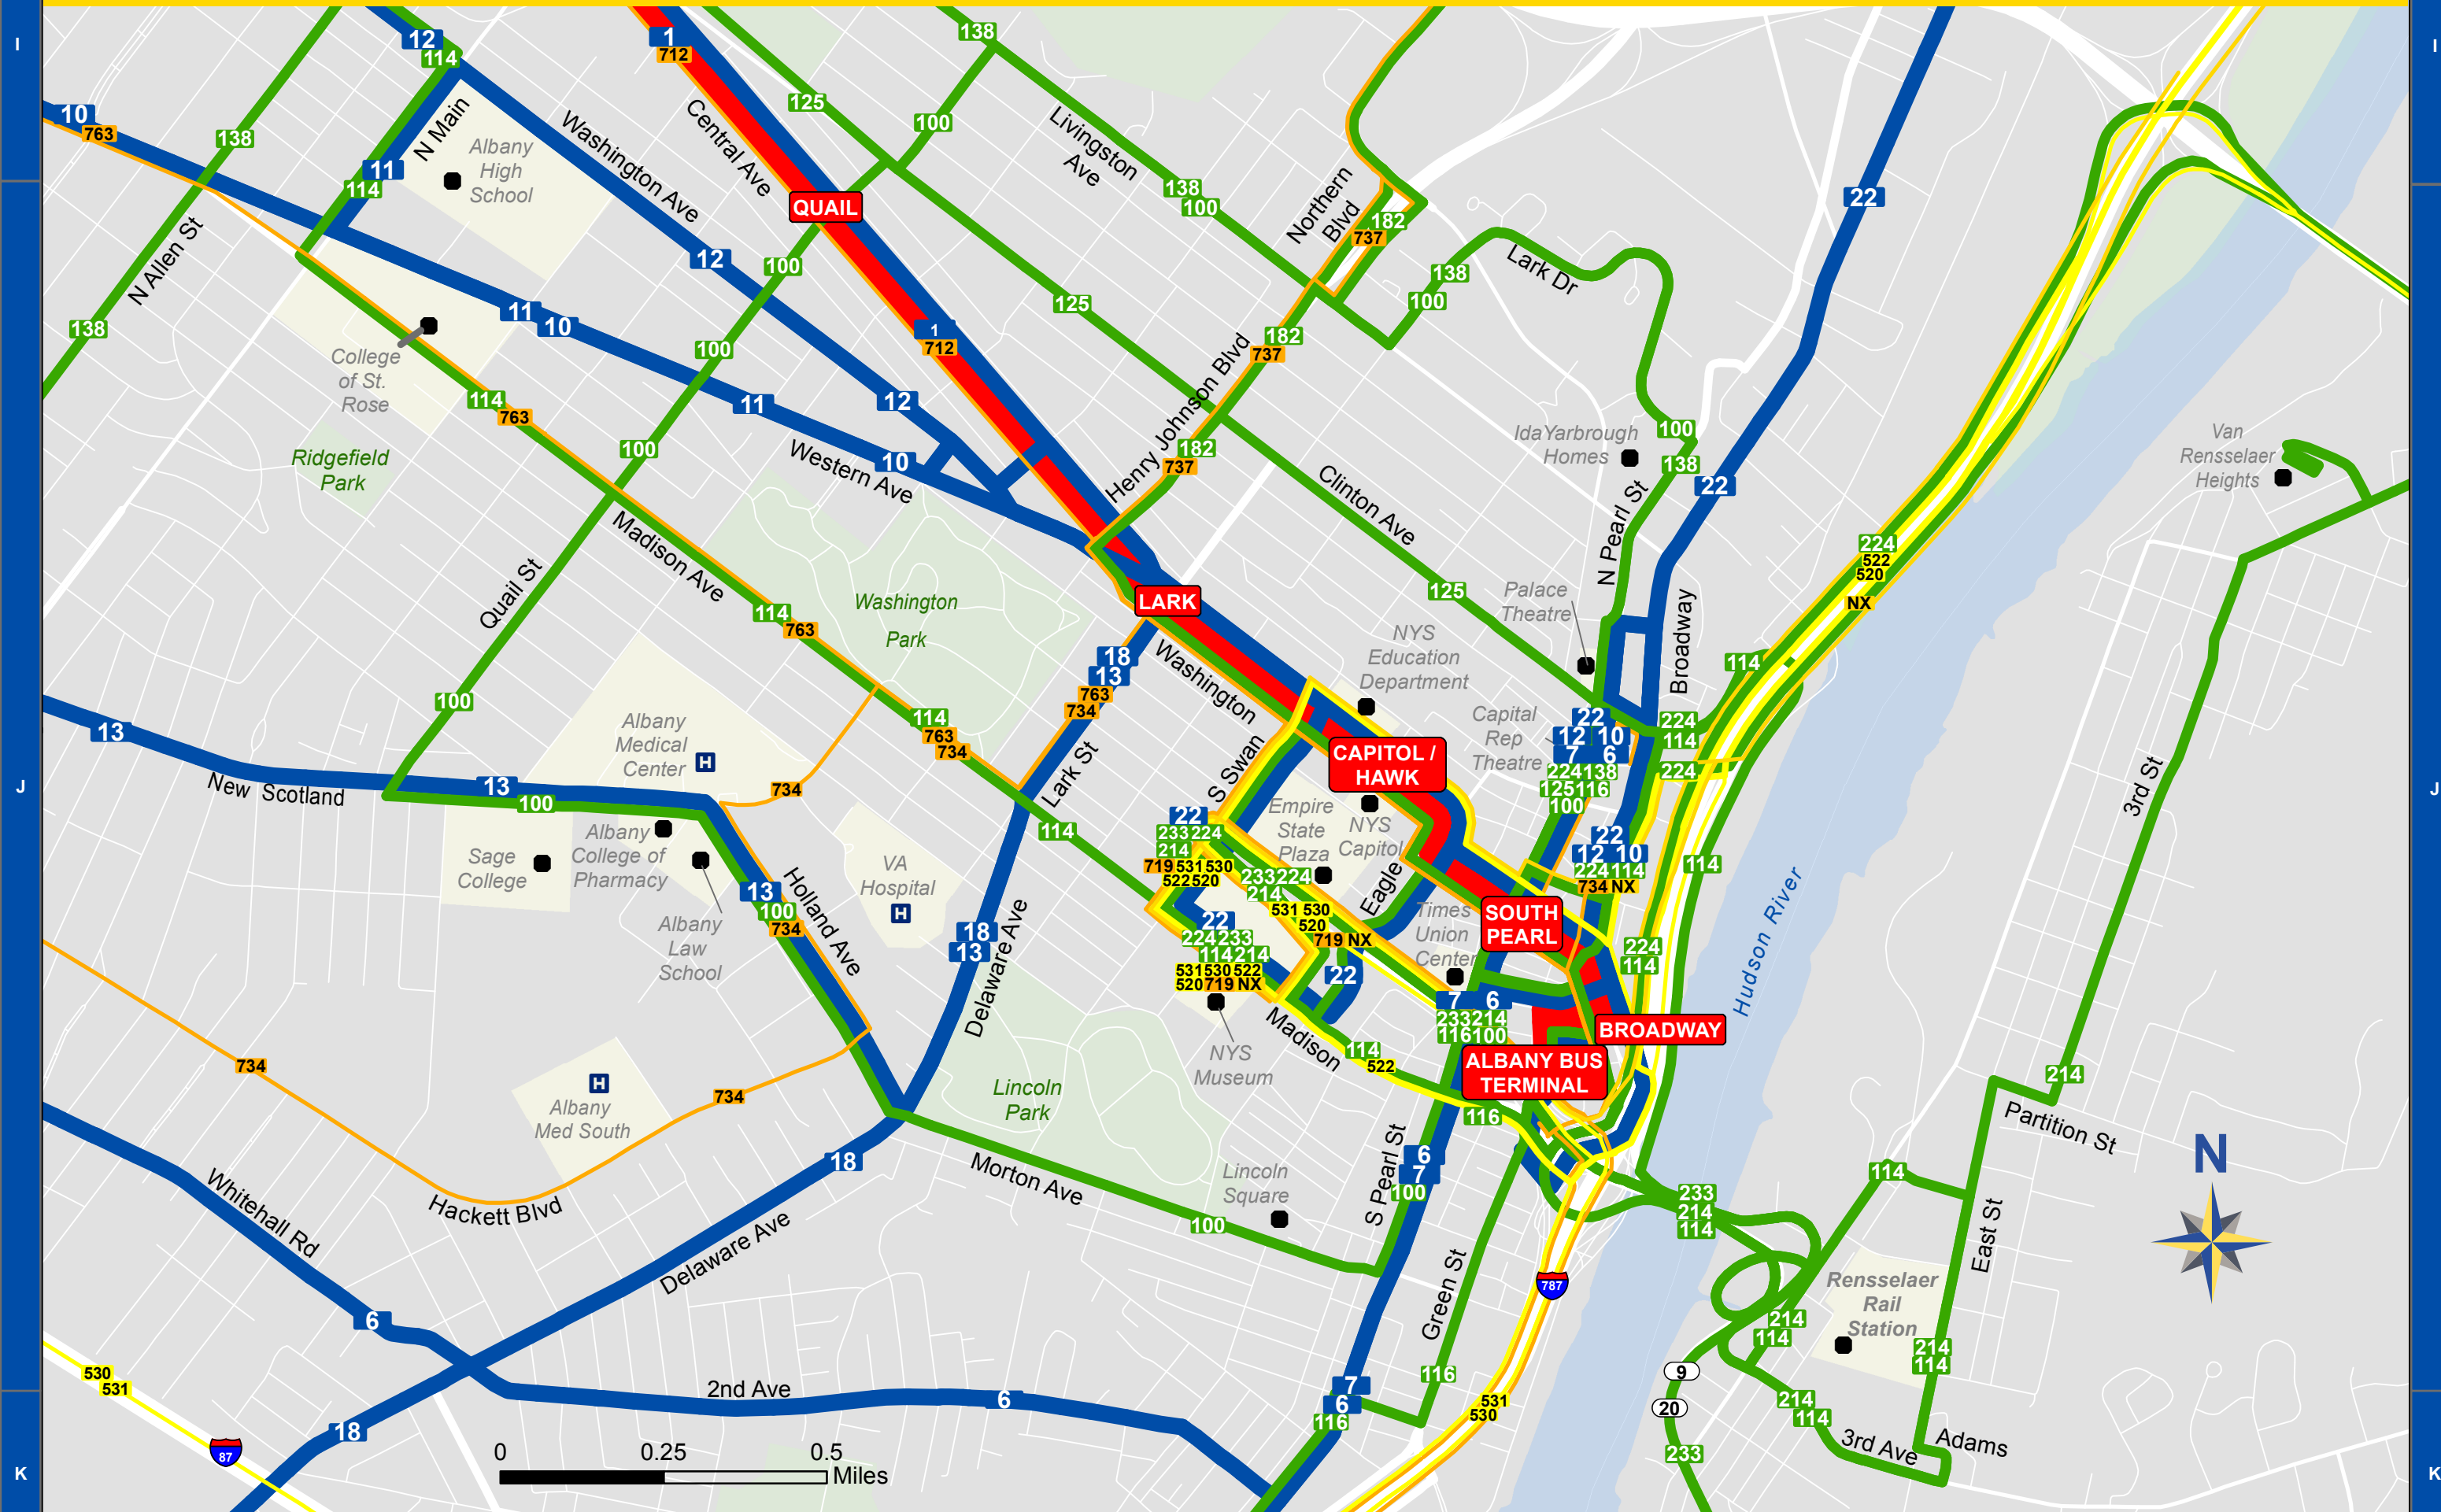 I
I
12
114
1
712
138
138
10
763
125
100
N Main
Albany
High
School
11
114
Washington Ave
Central Ave
Livingston
Ave
138
100
QUAIL
Northern
Blvd
182
737
22
N Allen St
138
12
100
125
138
100
Lark Dr
11
10
1
712
100
182
737
College
of St.
Rose
114
763
11
12
Henry Johnson Blvd
100
Ridgefield
Park
Western Ave
10
182
737
Clinton Ave
IdaYarbrough
Homes
100
138
22
N Pearl St
Van
Rensselaer
Heights
Madison Ave
Quail St
224
522
520
NX
114
763
Washington
Park
LARK
125
Palace
Theatre
Broadway
18
13
763
734
Washington
NYS
Education
Department
114
100
13
New Scotland
Albany
Medical
Center
H
114
763
734
734
Lark St
S Swan
CAPITOL /
HAWK
Capital
Rep
Theatre
22
12 10
7 6
224 138
125 116
100
224
114
224
J
J
13
100
Albany
College of
Pharmacy
Sage
College
Albany
Law
School
13
100
734
Holland Ave
VA
Hospital
H
114
22
233 224
214
719 531 530
522 520
Empire
State
Plaza
NYS
Capitol
233 224
214
531 530
520
719 NX
Eagle
22
12 10
224 114
734 NX
114
3rd St
18
13
Delaware Ave
22
224 233
114 214
531 530 522
520 719 NX
22
Times
Union
Center
SOUTH
PEARL
224
114
Hudson River
7 6
233 214
116 100
BROADWAY
ALBANY BUS
TERMINAL
NYS
Museum
Madison
114
522
116
734
H
Albany
Med South
734
Lincoln
Park
214
Partition St
N
Whitehall Rd
Hackett Blvd
18
Morton Ave
Lincoln
Square
S Pearl St
6
7
100
100
233
214
114
114
East St
Delaware Ave
Green St
787
Rensselaer
Rail
Station
6
214
114
214
114
530
531
2nd Ave
6
7
6
116
116
531
530
9
20
233
214
114
3rd Ave
Adams
18
87
0 0.25 0.5
Miles
K
K